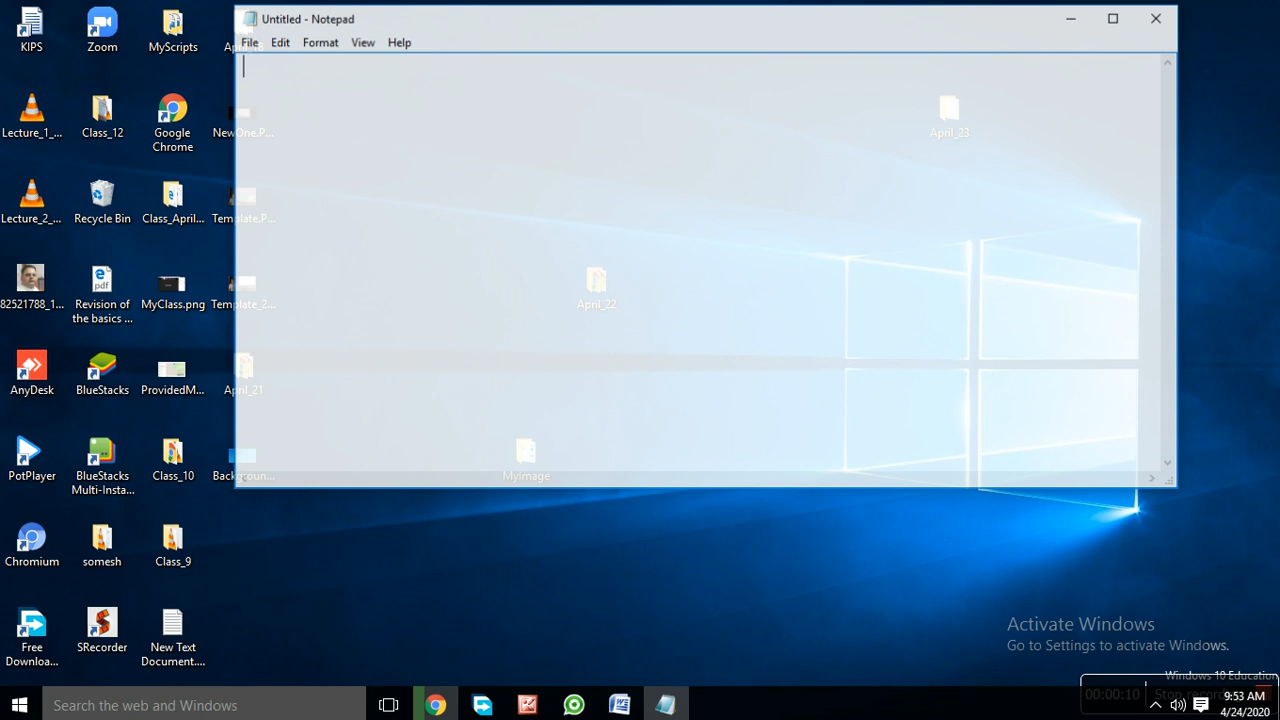 Untitled - Notepad
File Edit Format View Help
KIPS
Zoom
MyScripts
Lecture_1_...
Class_12
Google
Chrome
NewOne.P...
April_23
Lecture_2_...
Recycle Bin
Class_April...
Template.P...
82521788_1...
Revision of
the basics ...
MyClass.png
Template_2...
April_22
AnyDesk
BlueStacks
ProvidedM...
April_21
PotPlayer
BlueStacks
Multi-Insta...
Class_10
Backgroun...
MyImage
Chromium
somesh
Class_9
Free
Downloa...
SRecorder
New Text
Document....
Activate Windows
Go to Settings to activate Windows.
Windows 10 Education
00:00:10
Search the web and Windows
9:53 AM
4/24/2020